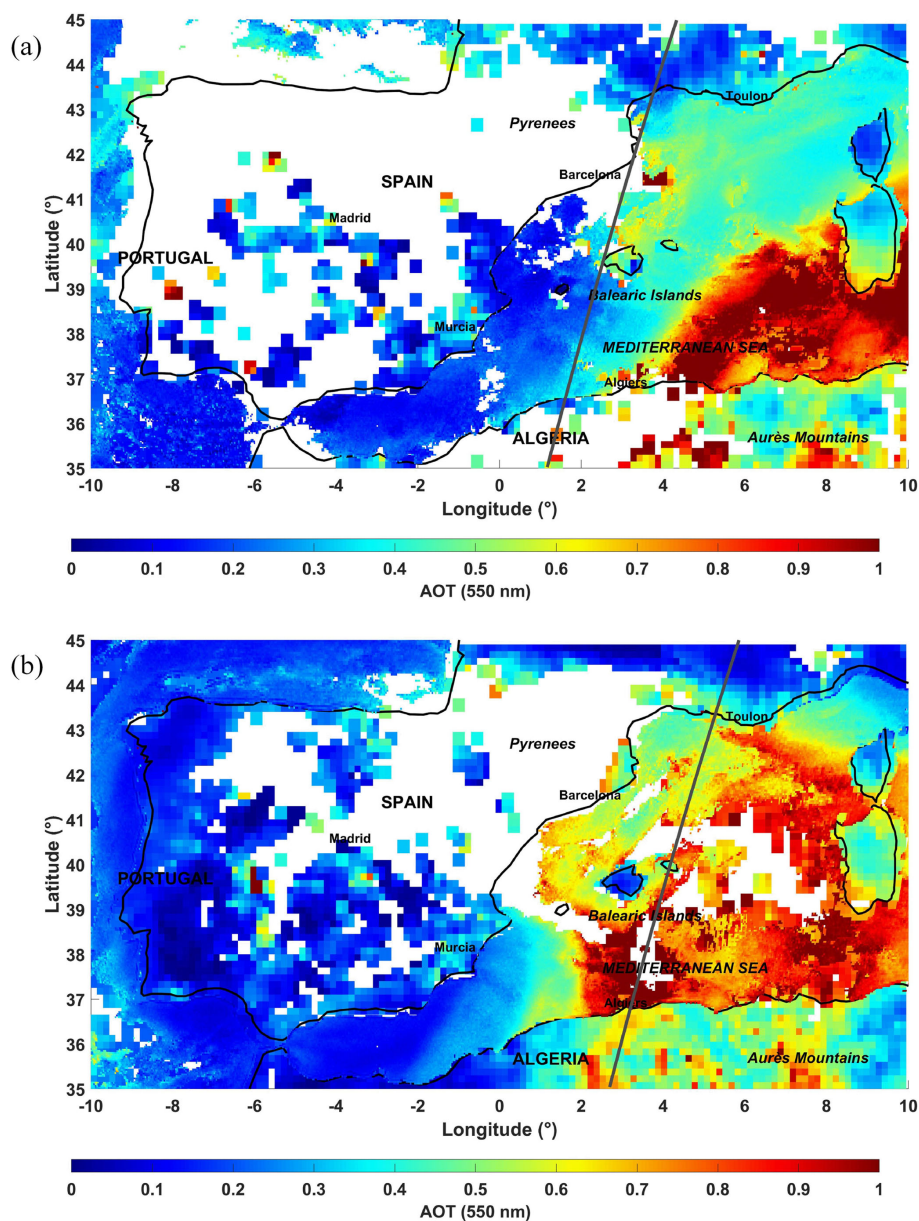 (a)
45
44
43
42
41
40
39
38
37
36
35
Latitude (°)
Toulon
Pyrenees
Barcelona
SPAIN
Madrid
PORTUGAL
Balearic Islands
Murcia
MEDITERRANEAN SEA
Algiers
ALGERIA
Aurès Mountains
-10 -8 -6 -4 -2 0 2 4 6 8 10
Longitude (°)
0 0.1 0.2 0.3 0.4 0.5 0.6 0.7 0.8 0.9 1
AOT (550 nm)
(b)
45
44
43
42
41
40
39
38
37
36
35
Latitude (°)
Toulon
Pyrenees
Barcelona
SPAIN
Madrid
PORTUGAL
Balearic Islands
Murcia
MEDITERRANEAN SEA
Algiers
ALGERIA
Aurès Mountains
-10 -8 -6 -4 -2 0 2 4 6 8 10
Longitude (°)
0 0.1 0.2 0.3 0.4 0.5 0.6 0.7 0.8 0.9 1
AOT (550 nm)